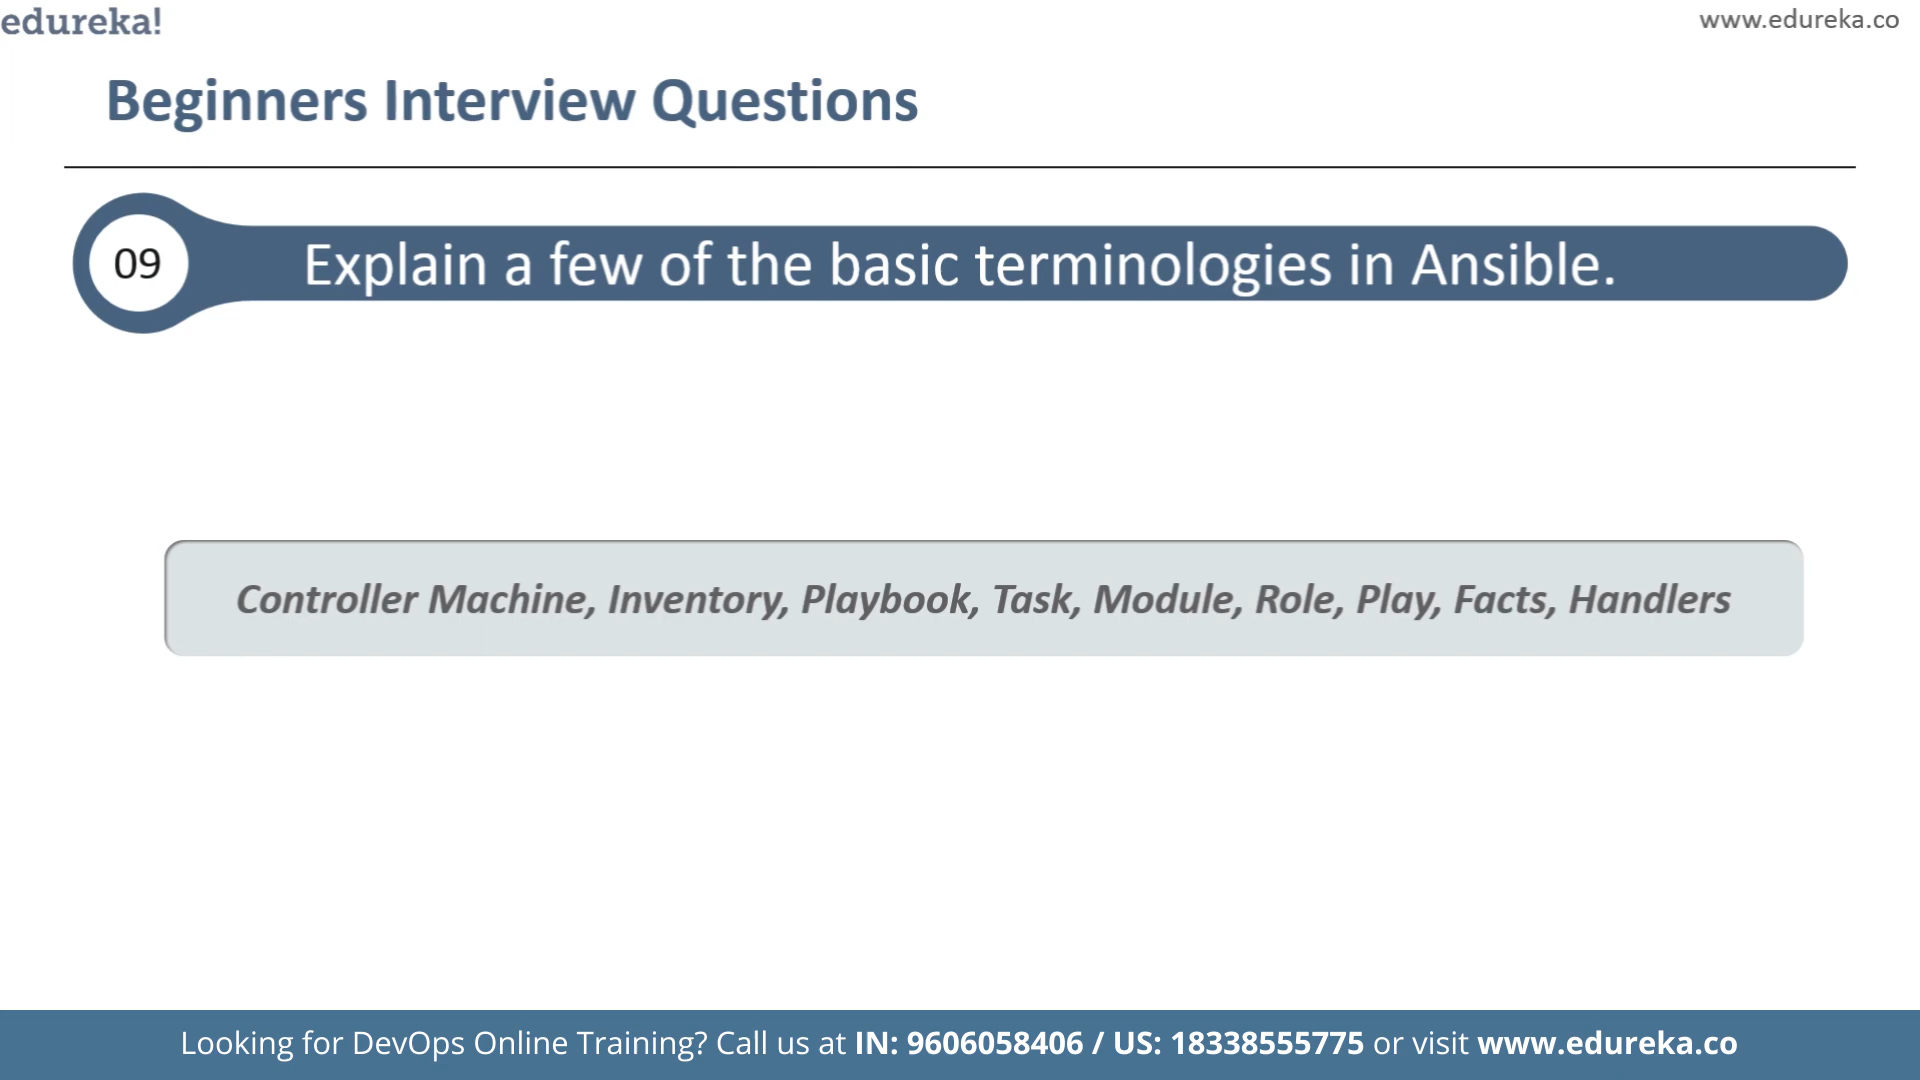 edureka!
www.edureka.co
Beginners Interview Questions
09
Explain a few of the basic terminologies in Ansible.
Controller Machine, Inventory, Playbook, Task, Module, Role, Play, Facts, Handlers
Looking for DevOps Online Training? Call us at IN: 9606058406 / US: 18338555775 or visit www.edureka.co